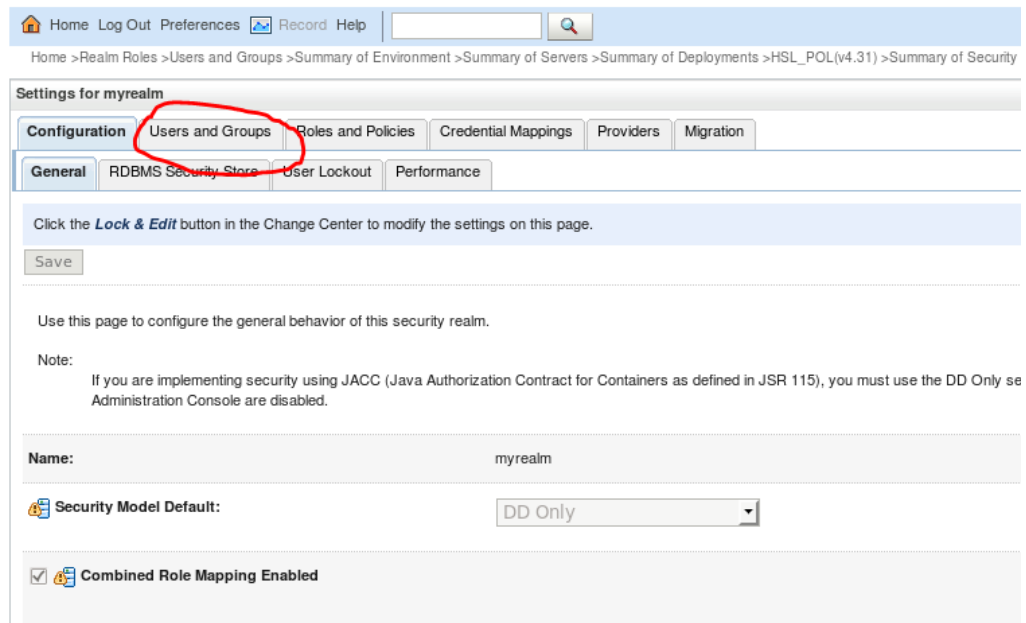 Home Log Out Preferences Record Help
Home >Realm Roles >Users and Groups >Summary of Environment >Summary of Servers >Summary of Deployments >HSL_POL(v4.31) >Summary of Security
Settings for myrealm
Configuration Users and Groups Roles and Policies Credential Mappings Providers Migration
General RDBMS Security Store User Lockout Performance
Click the Lock & Edit button in the Change Center to modify the settings on this page.
Save
Use this page to configure the general behavior of this security realm.
Note:
If you are implementing security using JACC (Java Authorization Contract for Containers as defined in JSR 115), you must use the DD Only se
Administration Console are disabled.
Name: myrealm
Security Model Default: DD Only
Combined Role Mapping Enabled